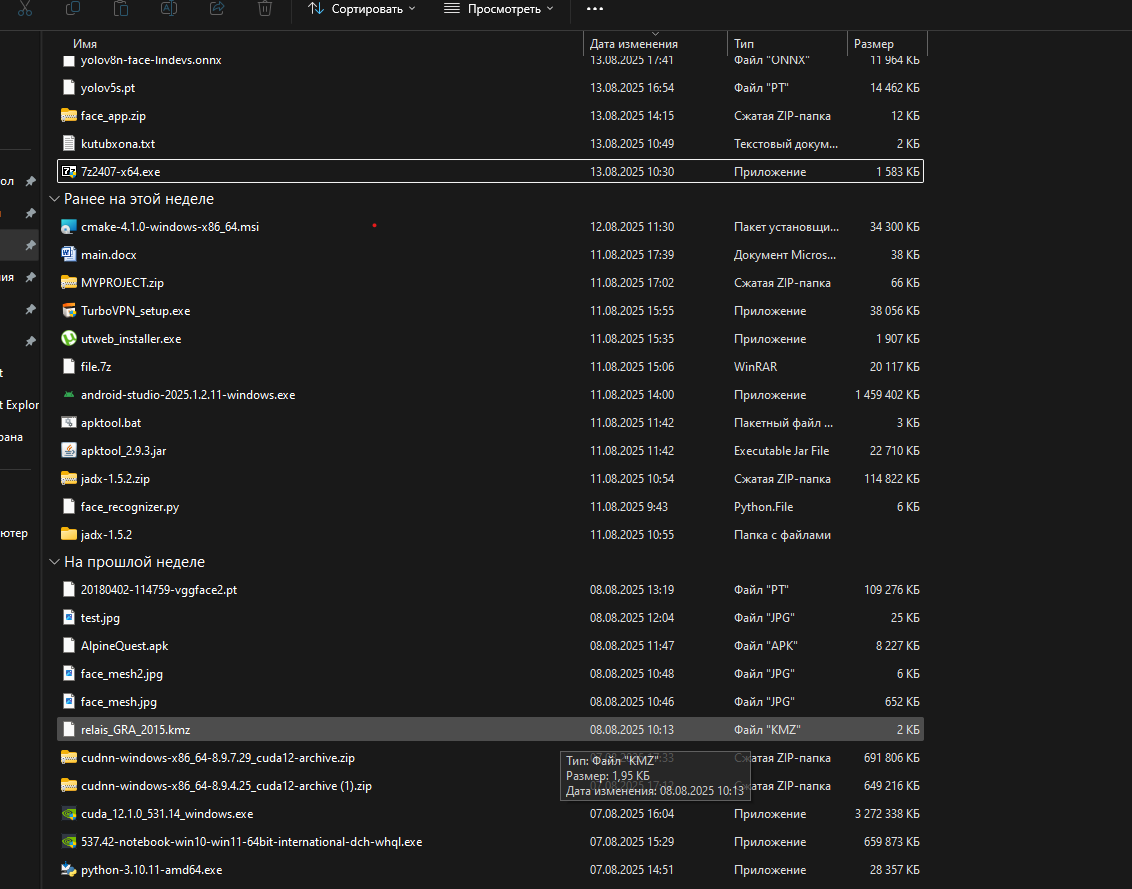 Сортировать Просмотреть •••
Имя Дата изменения Тип Размер
yolov8n-face-lindevs.onnx 13.08.2025 17:41 Файл "ONNX" 11 964 КБ
yolov5s.pt 13.08.2025 16:54 Файл "PT" 14 462 КБ
face_app.zip 13.08.2025 14:15 Сжатая ZIP-папка 12 КБ
kutubxona.txt 13.08.2025 10:49 Текстовый докум... 2 КБ
7z2407-x64.exe 13.08.2025 10:30 Приложение 1 583 КБ
ол
Ранее на этой неделе
cmake-4.1.0-windows-x86_64.msi 12.08.2025 11:30 Пакет установщи... 34 300 КБ
main.docx 11.08.2025 17:39 Документ Micros... 38 КБ
ия
MYPROJECT.zip 11.08.2025 17:02 Сжатая ZIP-папка 66 КБ
TurboVPN_setup.exe 11.08.2025 15:55 Приложение 38 056 КБ
utweb_installer.exe 11.08.2025 15:35 Приложение 1 907 КБ
file.7z 11.08.2025 15:06 WinRAR 20 117 КБ
t
android-studio-2025.1.2.11-windows.exe 11.08.2025 14:00 Приложение 1 459 402 КБ
t Explor
apktool.bat 11.08.2025 11:42 Пакетный файл ... 3 КБ
рана
apktool_2.9.3.jar 11.08.2025 11:42 Executable Jar File 22 710 КБ
jadx-1.5.2.zip 11.08.2025 10:54 Сжатая ZIP-папка 114 822 КБ
face_recognizer.py 11.08.2025 9:43 Python.File 6 КБ
ютер
jadx-1.5.2 11.08.2025 10:55 Папка с файлами
На прошлой неделе
20180402-114759-vggface2.pt 08.08.2025 13:19 Файл "PT" 109 276 КБ
test.jpg 08.08.2025 12:04 Файл "JPG" 25 КБ
AlpineQuest.apk 08.08.2025 11:47 Файл "APK" 8 227 КБ
face_mesh2.jpg 08.08.2025 10:48 Файл "JPG" 6 КБ
face_mesh.jpg 08.08.2025 10:46 Файл "JPG" 652 КБ
relais_GRA_2015.kmz 08.08.2025 10:13 Файл "KMZ" 2 КБ
cudnn-windows-x86_64-8.9.7.29_cuda12-archive.zip Сжатая ZIP-папка 691 806 КБ
Тип: Файл "KMZ"
Размер: 1,95 КБ
Дата изменения: 08.08.2025 10:13
cudnn-windows-x86_64-8.9.4.25_cuda12-archive (1).zip Сжатая ZIP-папка 649 216 КБ
cuda_12.1.0_531.14_windows.exe 07.08.2025 16:04 Приложение 3 272 338 КБ
537.42-notebook-win10-win11-64bit-international-dch-whql.exe 07.08.2025 15:29 Приложение 659 873 КБ
python-3.10.11-amd64.exe 07.08.2025 14:51 Приложение 28 357 КБ